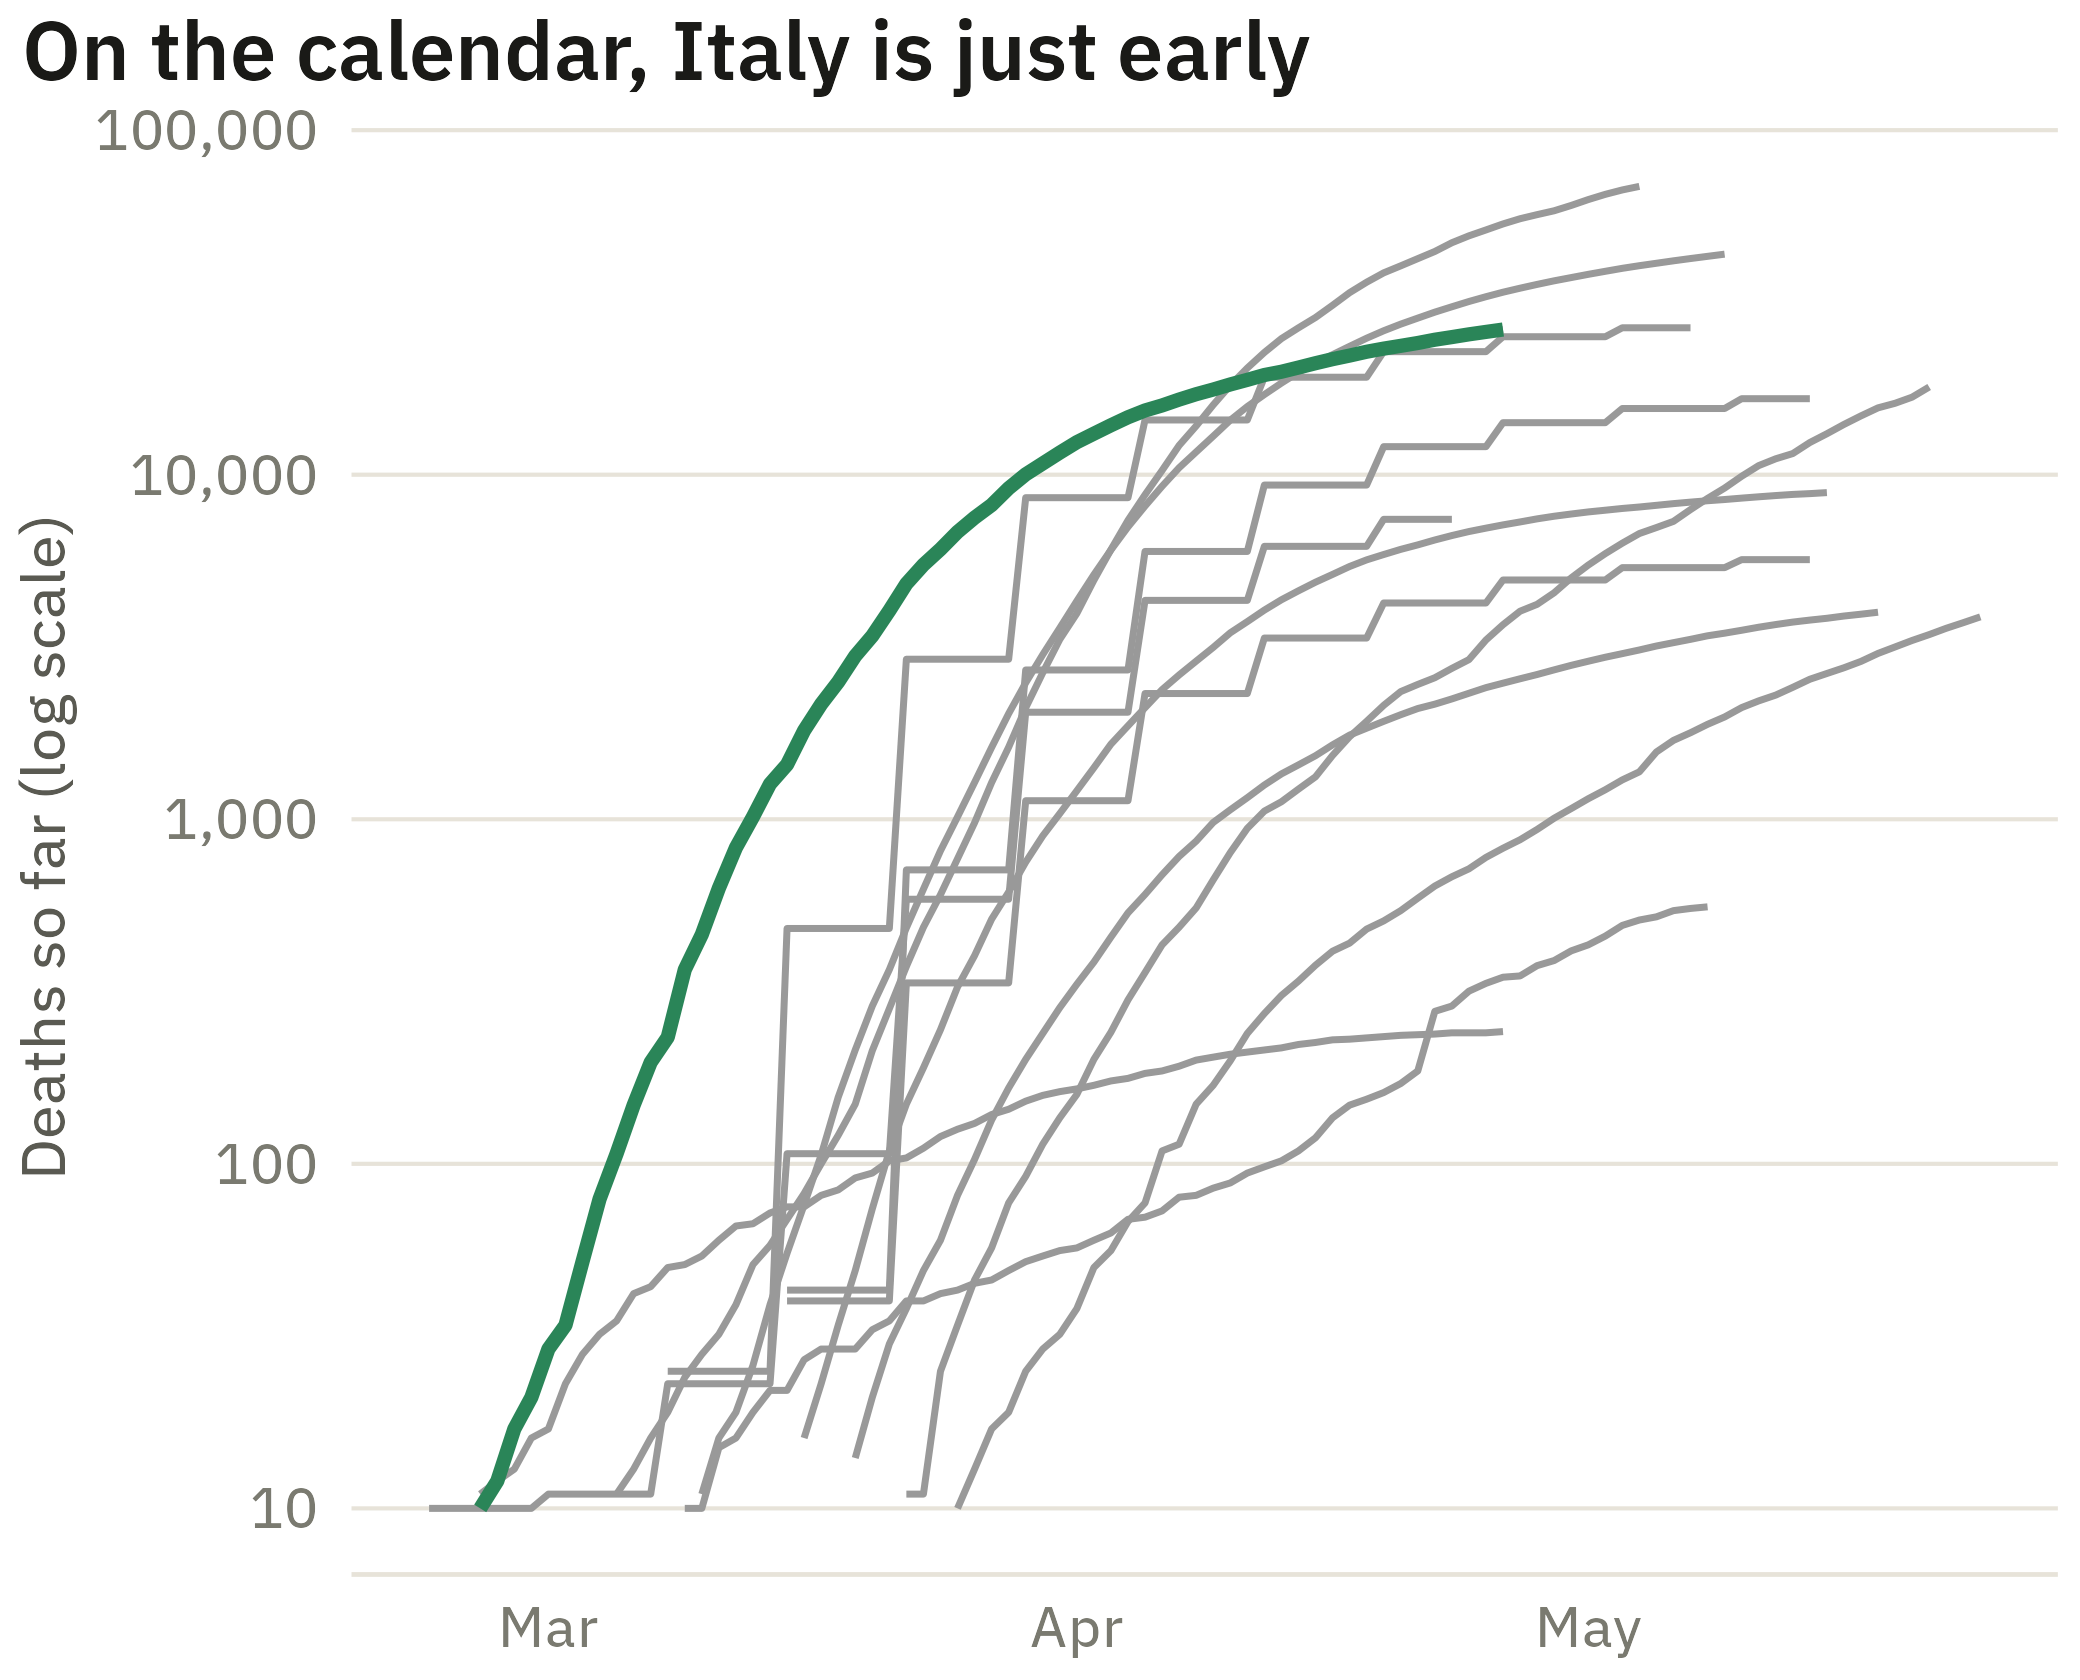 On the calendar, Italy is just early
100,000
10,000
1,000
100
10
Deaths so far (log scale)
Mar
Apr
May